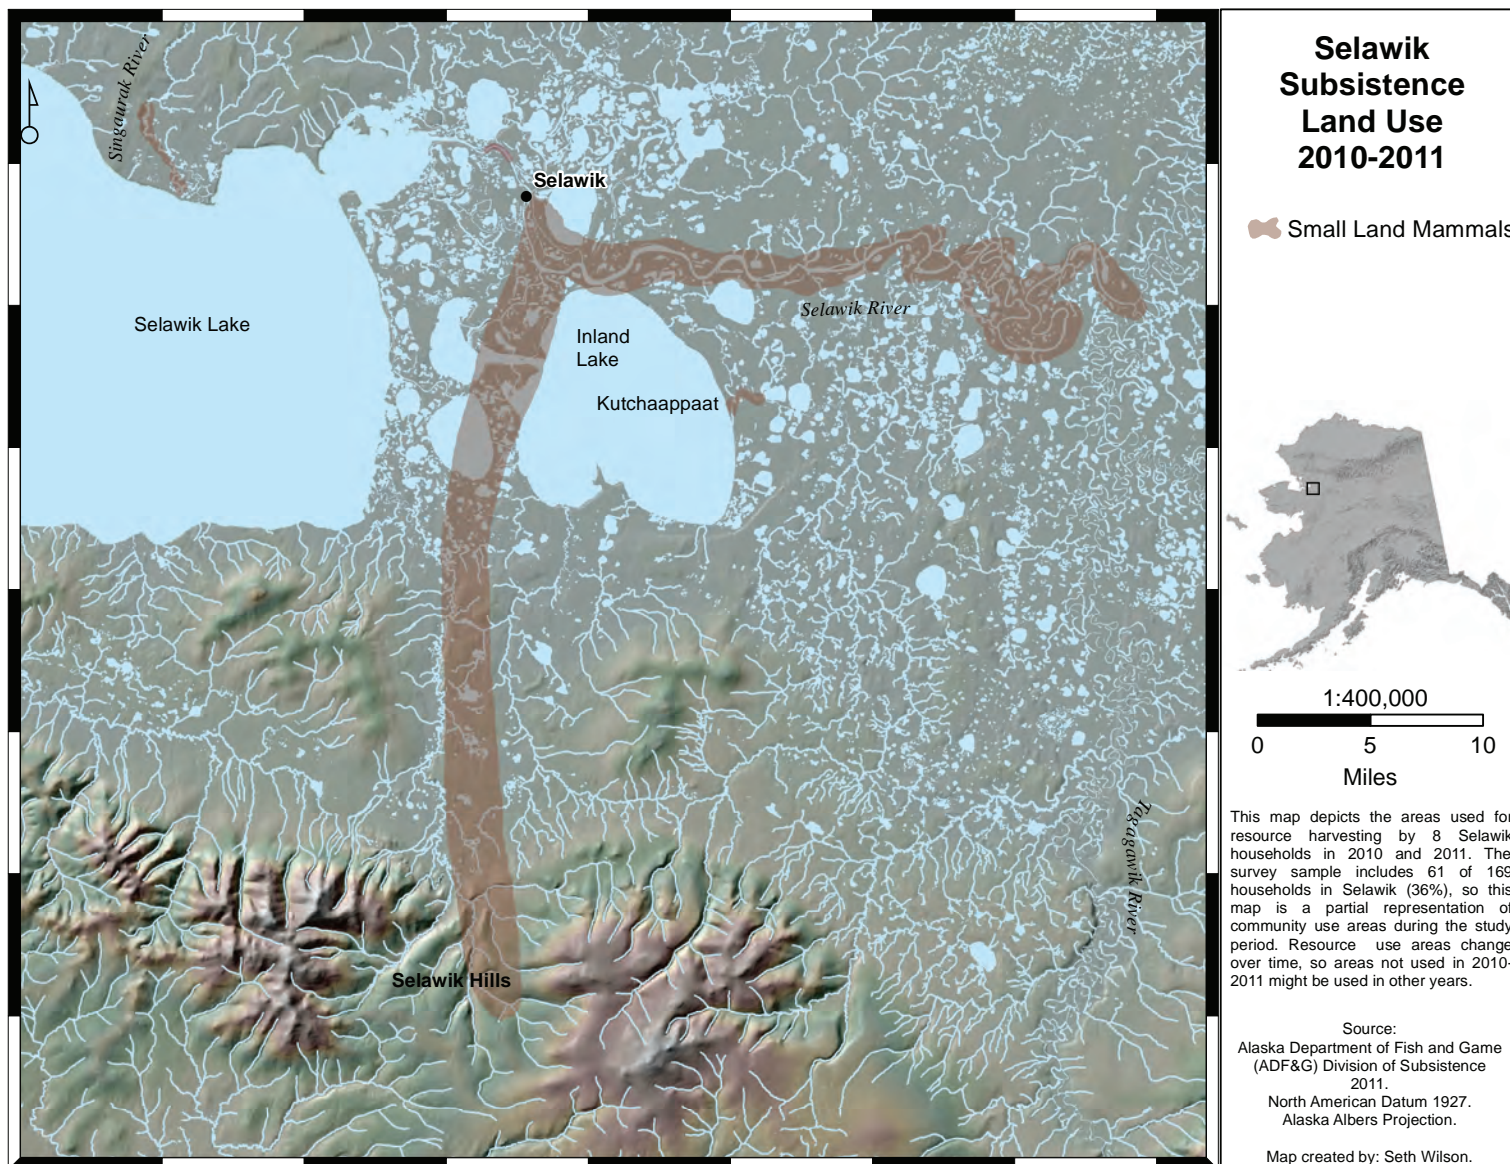 Selawik
Subsistence
Land Use
2010-2011
Small Land Mammals
Singaurak River
Selawik
Selawik River
Selawik Lake
Inland
Lake
Kutchaappaat
Tagagawik River
Selawik Hills
1:400,000
0 5 10
Miles
This map depicts the areas used for
resource harvesting by 8 Selawik
households in 2010 and 2011. The
survey sample includes 61 of 169
households in Selawik (36%), so this
map is a partial representation of
community use areas during the study
period. Resource use areas change
over time, so areas not used in 2010-
2011 might be used in other years.
Source:
Alaska Department of Fish and Game
(ADF&G) Division of Subsistence
2011.
North American Datum 1927.
Alaska Albers Projection.
Map created by: Seth Wilson.